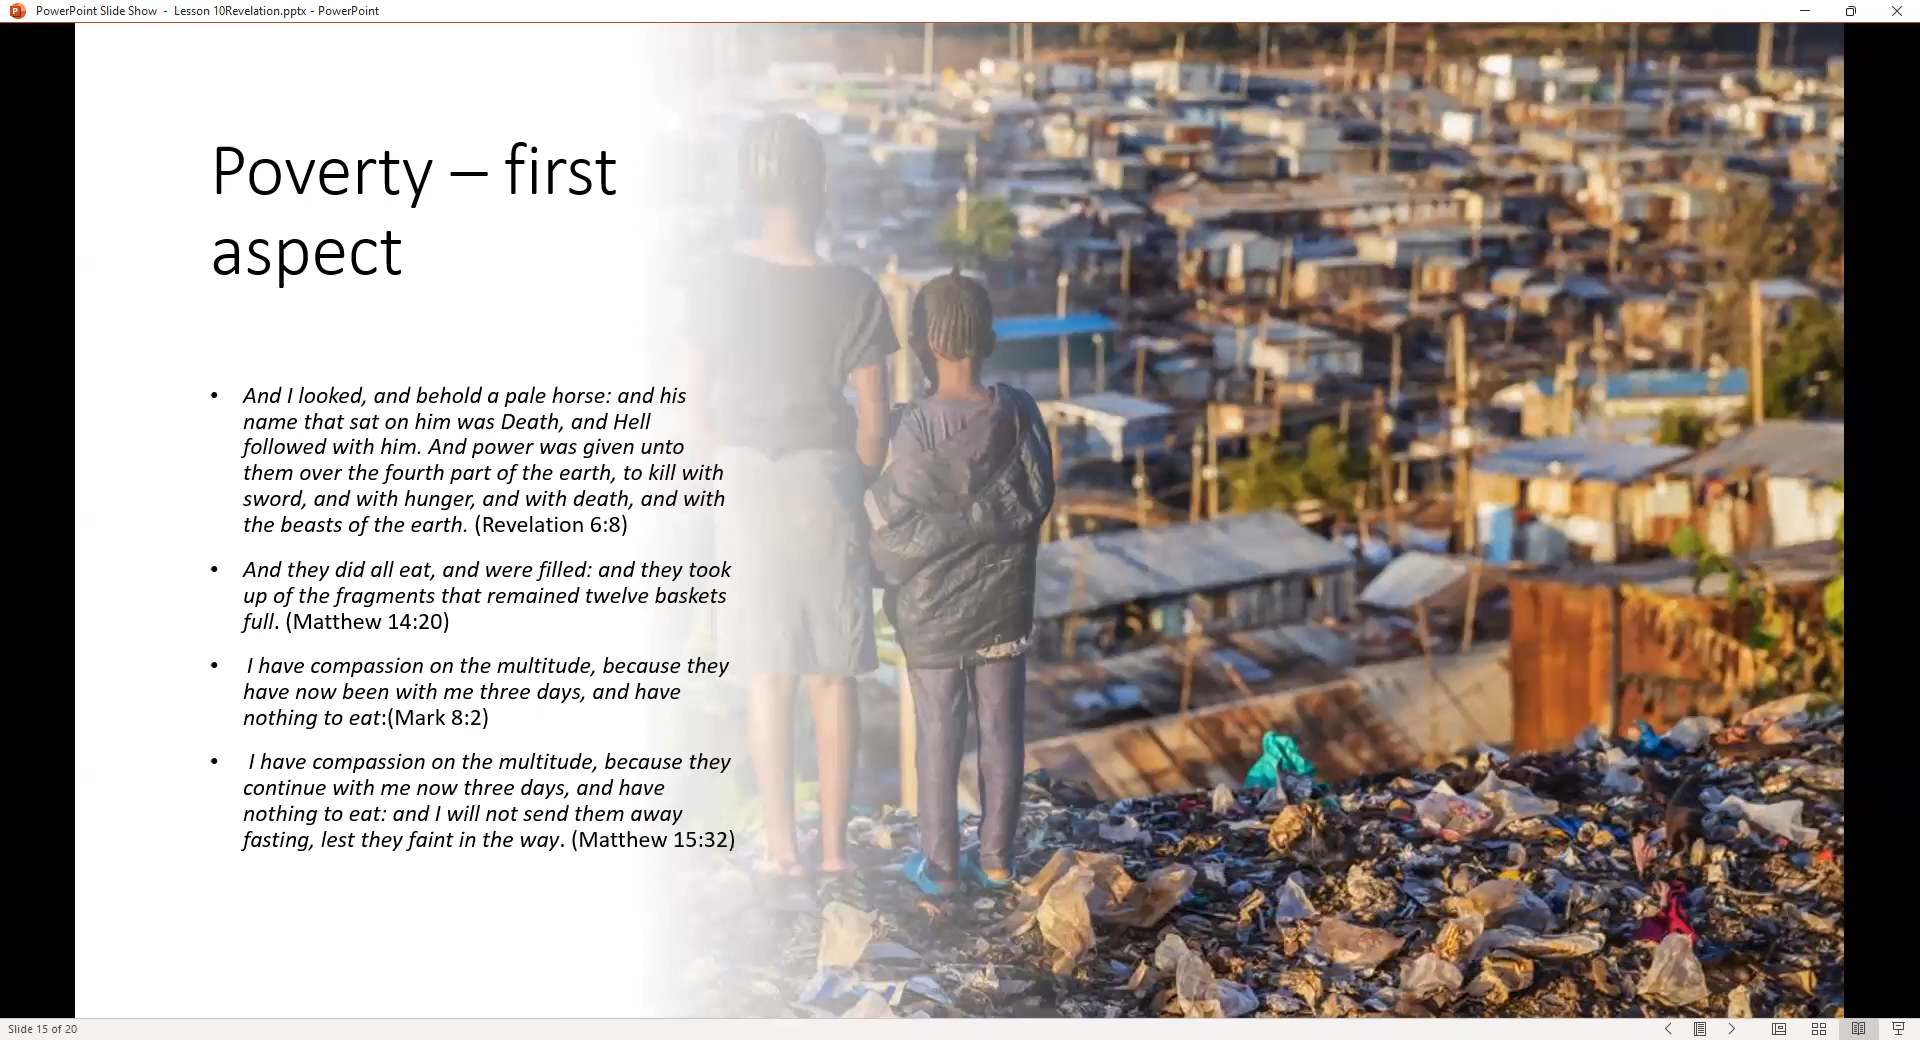 PowerPoint Slide Show - Lesson 10Revelation.pptx - PowerPoint
Poverty – first
aspect
• And I looked, and behold a pale horse: and his
name that sat on him was Death, and Hell
followed with him. And power was given unto
them over the fourth part of the earth, to kill with
sword, and with hunger, and with death, and with
the beasts of the earth. (Revelation 6:8)
• And they did all eat, and were filled: and they took
up of the fragments that remained twelve baskets
full. (Matthew 14:20)
• I have compassion on the multitude, because they
have now been with me three days, and have
nothing to eat:(Mark 8:2)
• I have compassion on the multitude, because they
continue with me now three days, and have
nothing to eat: and I will not send them away
fasting, lest they faint in the way. (Matthew 15:32)
Slide 15 of 20